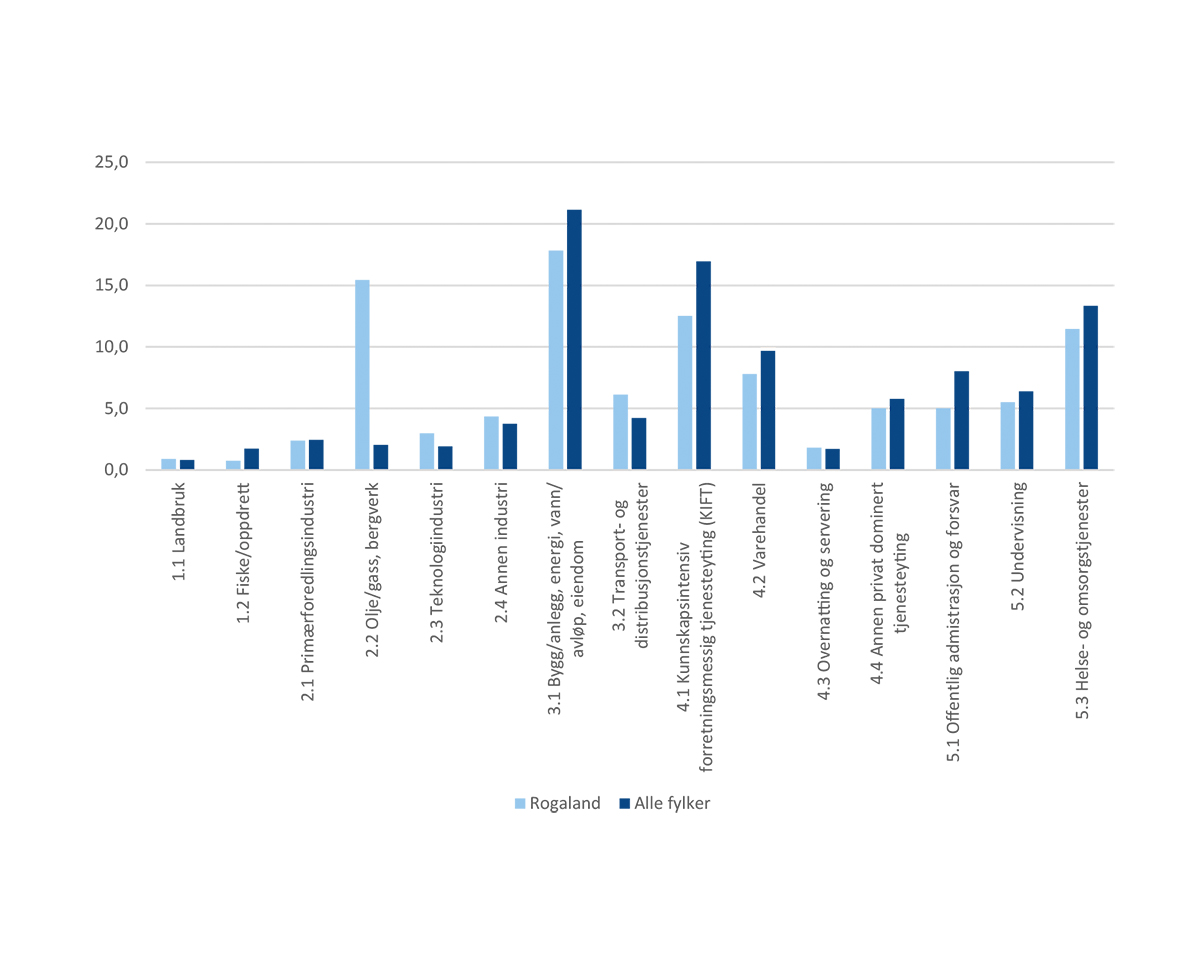 25,0
20,0
15,0
10,0
5,0
0,0
1.1 Landbruk
1.2 Fiske/oppdrett
2.1 Primærforedlingsindustri
2.2 Olje/gass, bergverk
2.3 Teknologiindustri
2.4 Annen industri
3.1 Bygg/anlegg, energi, vann/
avløp, eiendom
3.2 Transport- og
distribusjonstjenester
4.1 Kunnskapsintensiv
forretningsmessig tjenesteyting (KIFT)
4.2 Varehandel
4.3 Overnatting og servering
4.4 Annen privat dominert
tjenesteyting
5.1 Offentlig admistrasjon og forsvar
5.2 Undervisning
5.3 Helse- og omsorgstjenester
Rogaland
Alle fylker